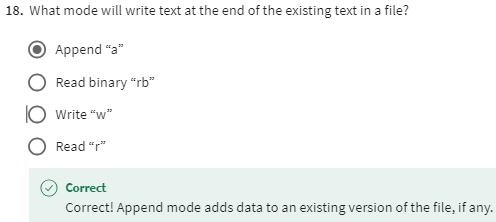 18. What mode will write text at the end of the existing text in a file?
Append “a”
Read binary “rb”
Write “w”
Read “r”
Correct
Correct! Append mode adds data to an existing version of the file, if any.